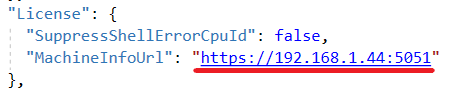 "License": {
"SuppressShellErrorCpuId": false,
"MachineInfoUrl": "https://192.168.1.44:5051"
},